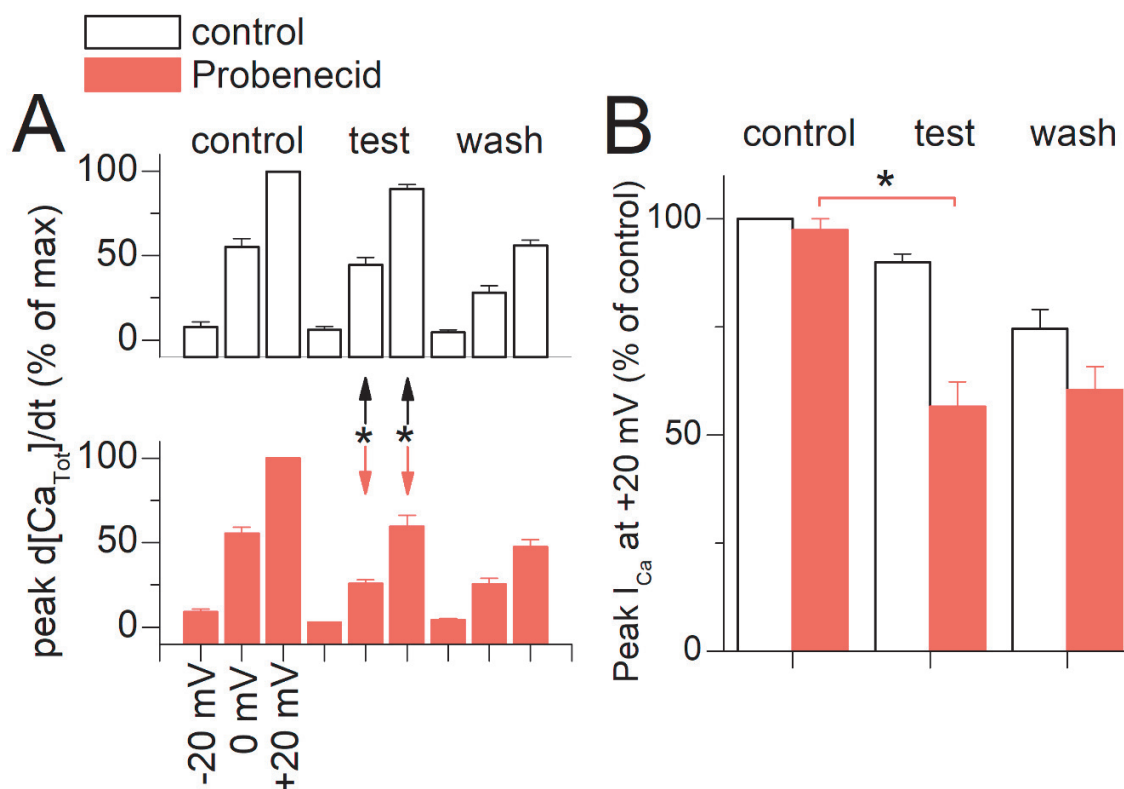 control
Probenecid
A
control test wash
100
50
0
peak d[CaTot]/dt (% of max)
* *
100
50
0
-20 mV
0 mV
+20 mV
B
control test wash
*
100
50
0
Peak ICa at +20 mV (% of control)